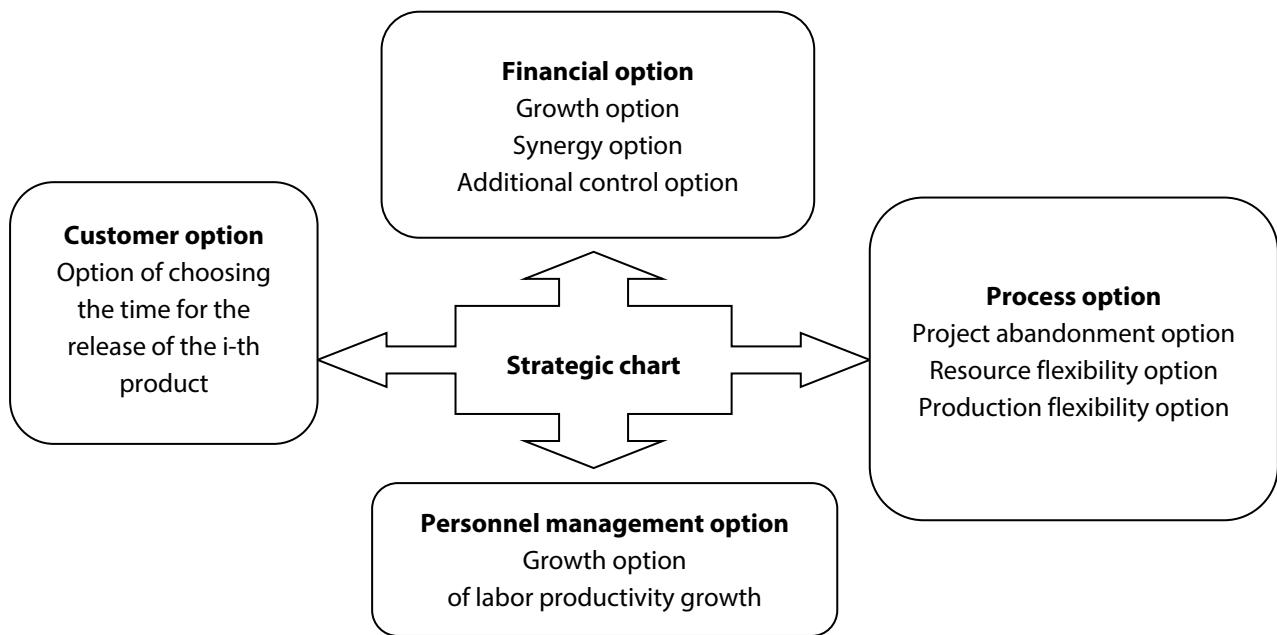 Financial option
Growth option
Synergy option
Additional control option
Customer option
Option of choosing
the time for the
release of the i-th
product
Strategic chart
Process option
Project abandonment option
Resource flexibility option
Production flexibility option
Personnel management option
Growth option
of labor productivity growth